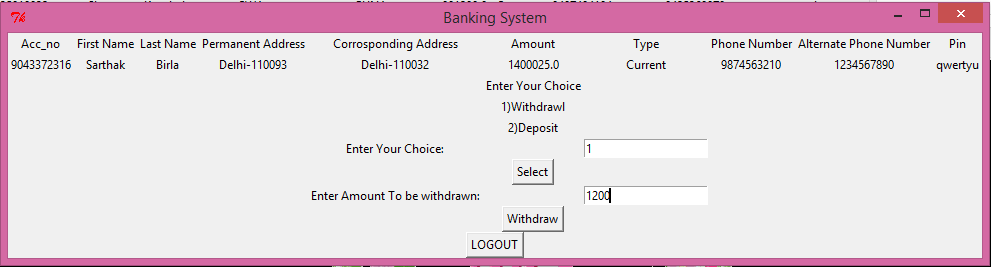 Banking System
Acc_no First Name Last Name Permanent Address Corrosponding Address Amount Type Phone Number Alternate Phone Number Pin
9043372316 Sarthak Birla Delhi-110093 Delhi-110032 1400025.0 Current 9874563210 1234567890 qwertyu
Enter Your Choice
1)Withdrawl
2)Deposit
Enter Your Choice: 1
Select
Enter Amount To be withdrawn: 1200
Withdraw
LOGOUT